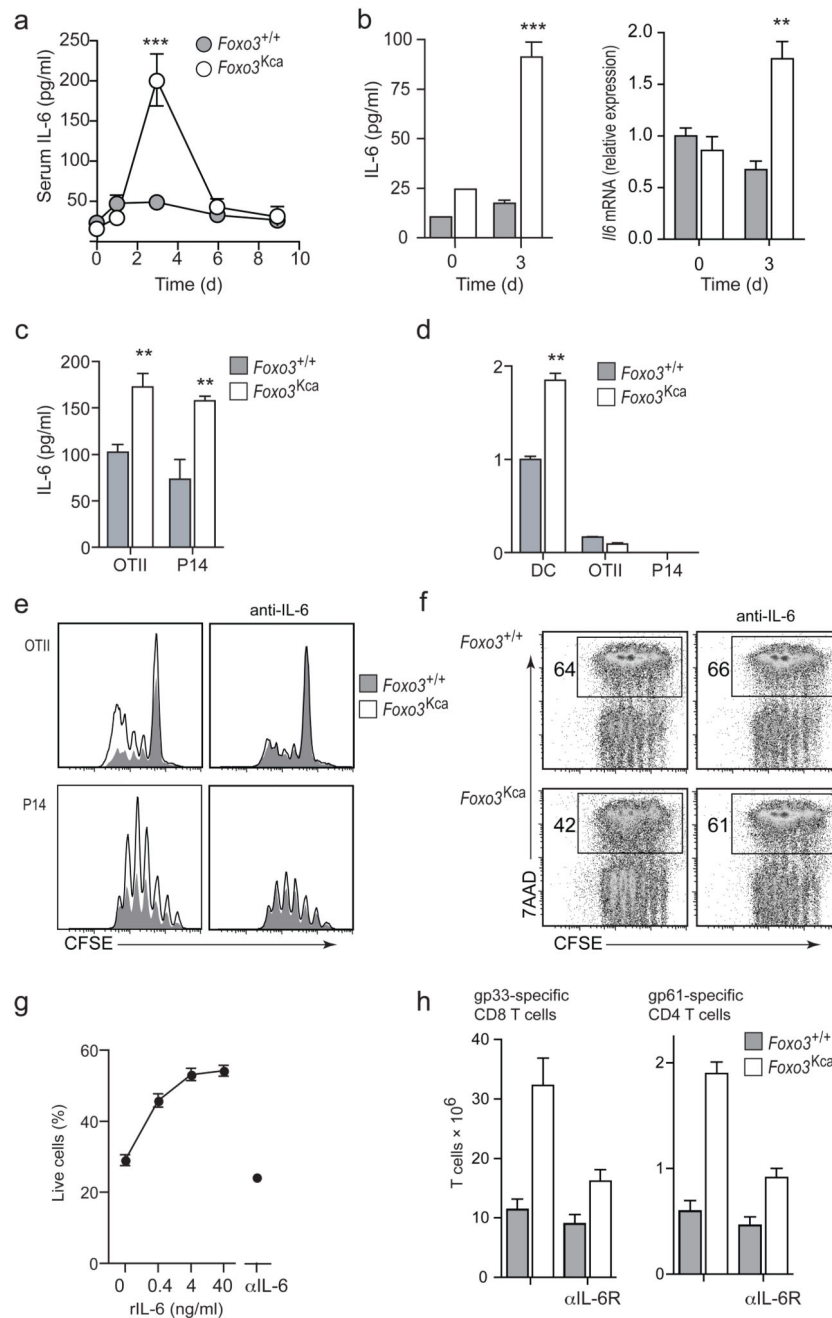 a
Serum IL-6 (pg/ml)
250
200
150
100
50
0 2 4 6 8 10
Time (d)
***
Foxo3+/+
Foxo3Kca
b
IL-6 (pg/ml)
100
75
50
25
0
***
0 3
Time (d)
Il6 mRNA (relative expression)
2.0
1.5
1.0
0.5
0.0
**
0 3
Time (d)
c
IL-6 (pg/ml)
200
150
100
50
0
** **
OTII P14
Foxo3+/+
Foxo3Kca
d
2
1
0
**
DC OTII P14
Foxo3+/+
Foxo3Kca
e
anti-IL-6
OTII
P14
Foxo3+/+
Foxo3Kca
CFSE
f
anti-IL-6
Foxo3+/+
64 66
Foxo3Kca
42 61
7AAD
CFSE
g
Live cells (%)
60
40
20
0
0 0.4 4 40 αIL-6
rIL-6 (ng/ml)
h
gp33-specific
CD8 T cells
gp61-specific
CD4 T cells
T cells × 10⁶
40
30
20
10
0
αIL-6R
2
1
0
αIL-6R
Foxo3+/+
Foxo3Kca